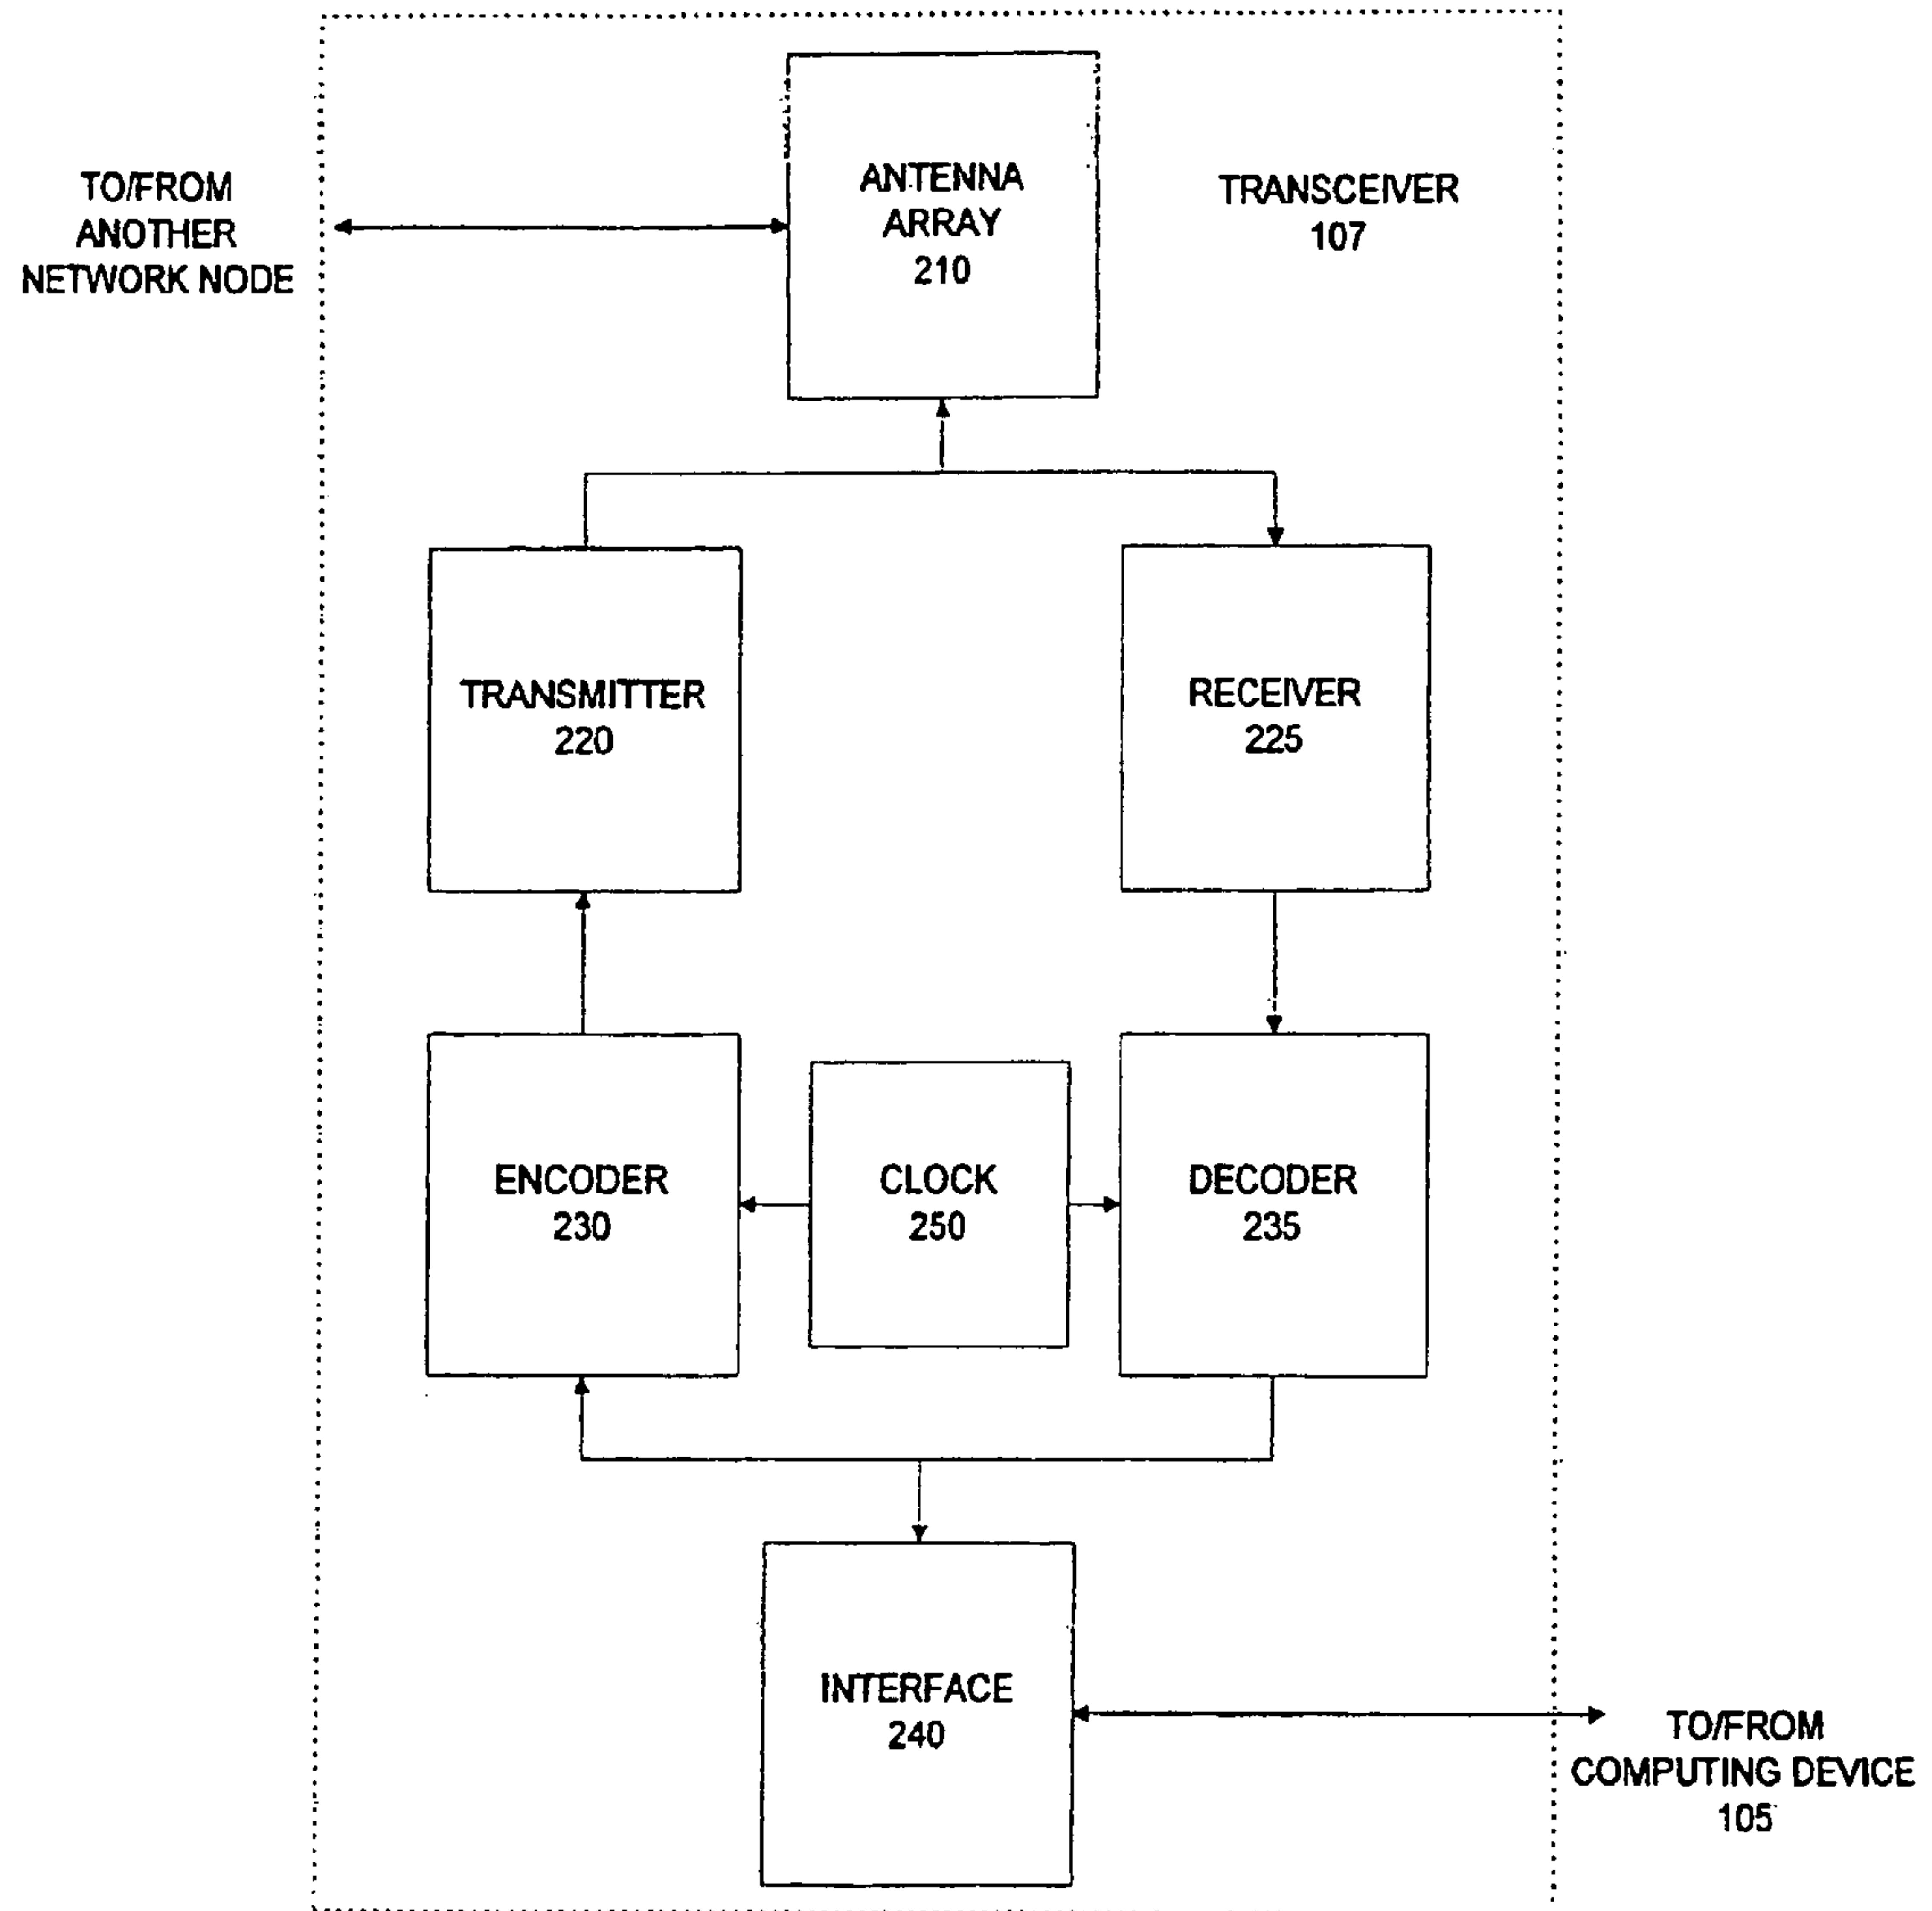 TO/FROM
ANOTHER
NETWORK NODE
ANTENNA
ARRAY
210
TRANSCEIVER
107
TRANSMITTER
220
RECEIVER
225
ENCODER
230
CLOCK
250
DECODER
235
INTERFACE
240
TO/FROM
COMPUTING DEVICE
105